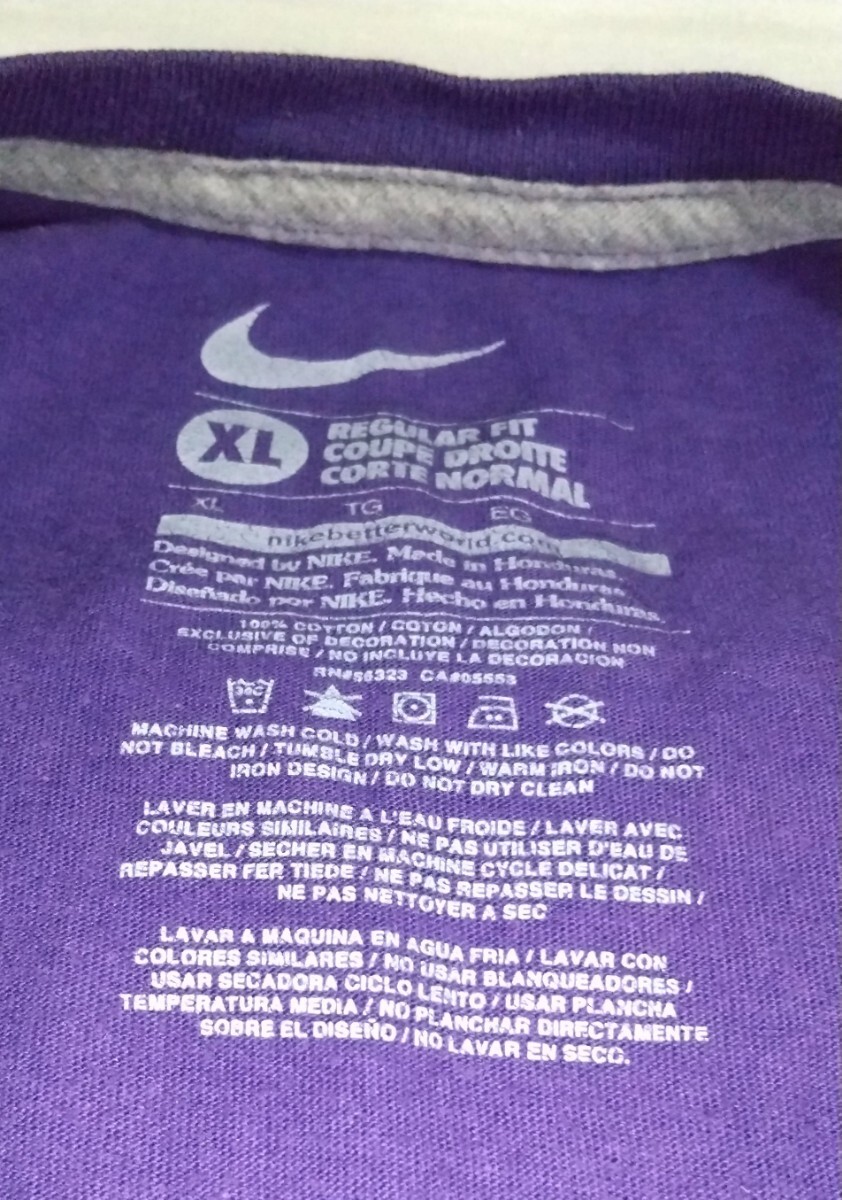 XL
REGULAR FIT
COUPE DROITE
CORTE NORMAL
XL TG EG
nikebetterworld.com
Designed by NIKE. Made in Honduras.
Crée par NIKE. Fabrique au Honduras.
Diseñado por NIKE. Hecho en Honduras.
100% COTTON / COTON / ALGODON /
EXCLUSIVE OF DECORATION / DECORATION NON
COMPRISE / NO INCLUYE LA DECORACION
RN#56323 CA#05553
30C
MACHINE WASH COLD / WASH WITH LIKE COLORS / DO
NOT BLEACH / TUMBLE DRY LOW / WARM IRON / DO NOT
IRON DESIGN / DO NOT DRY CLEAN
LAVER EN MACHINE A L'EAU FROIDE / LAVER AVEC
COULEURS SIMILAIRES / NE PAS UTILISER D'EAU DE
JAVEL / SECHER EN MACHINE CYCLE DELICAT /
REPASSER FER TIEDE / NE PAS REPASSER LE DESSIN /
NE PAS NETTOYER A SEC
LAVAR A MAQUINA EN AGUA FRIA / LAVAR CON
COLORES SIMILARES / NO USAR BLANQUEADORES /
USAR SECADORA CICLO LENTO / USAR PLANCHA
TEMPERATURA MEDIA / NO PLANCHAR DIRECTAMENTE
SOBRE EL DISEÑO / NO LAVAR EN SECO.